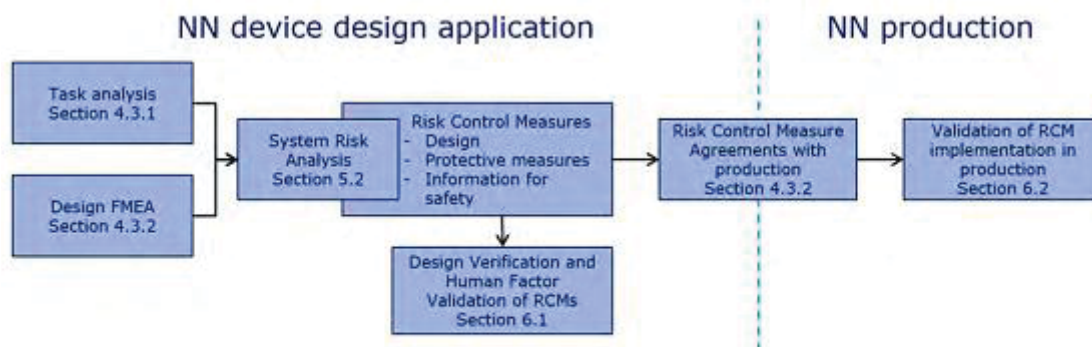 NN device design application
NN production
Task analysis
Section 4.3.1
Design FMEA
Section 4.3.2
System Risk
Analysis
Section 5.2
Risk Control Measures
- Design
- Protective measures
- Information for
safety
Design Verification and
Human Factor
Validation of RCMs
Section 6.1
Risk Control Measure
Agreements with
production
Section 4.3.2
Validation of RCM
implementation in
production
Section 6.2